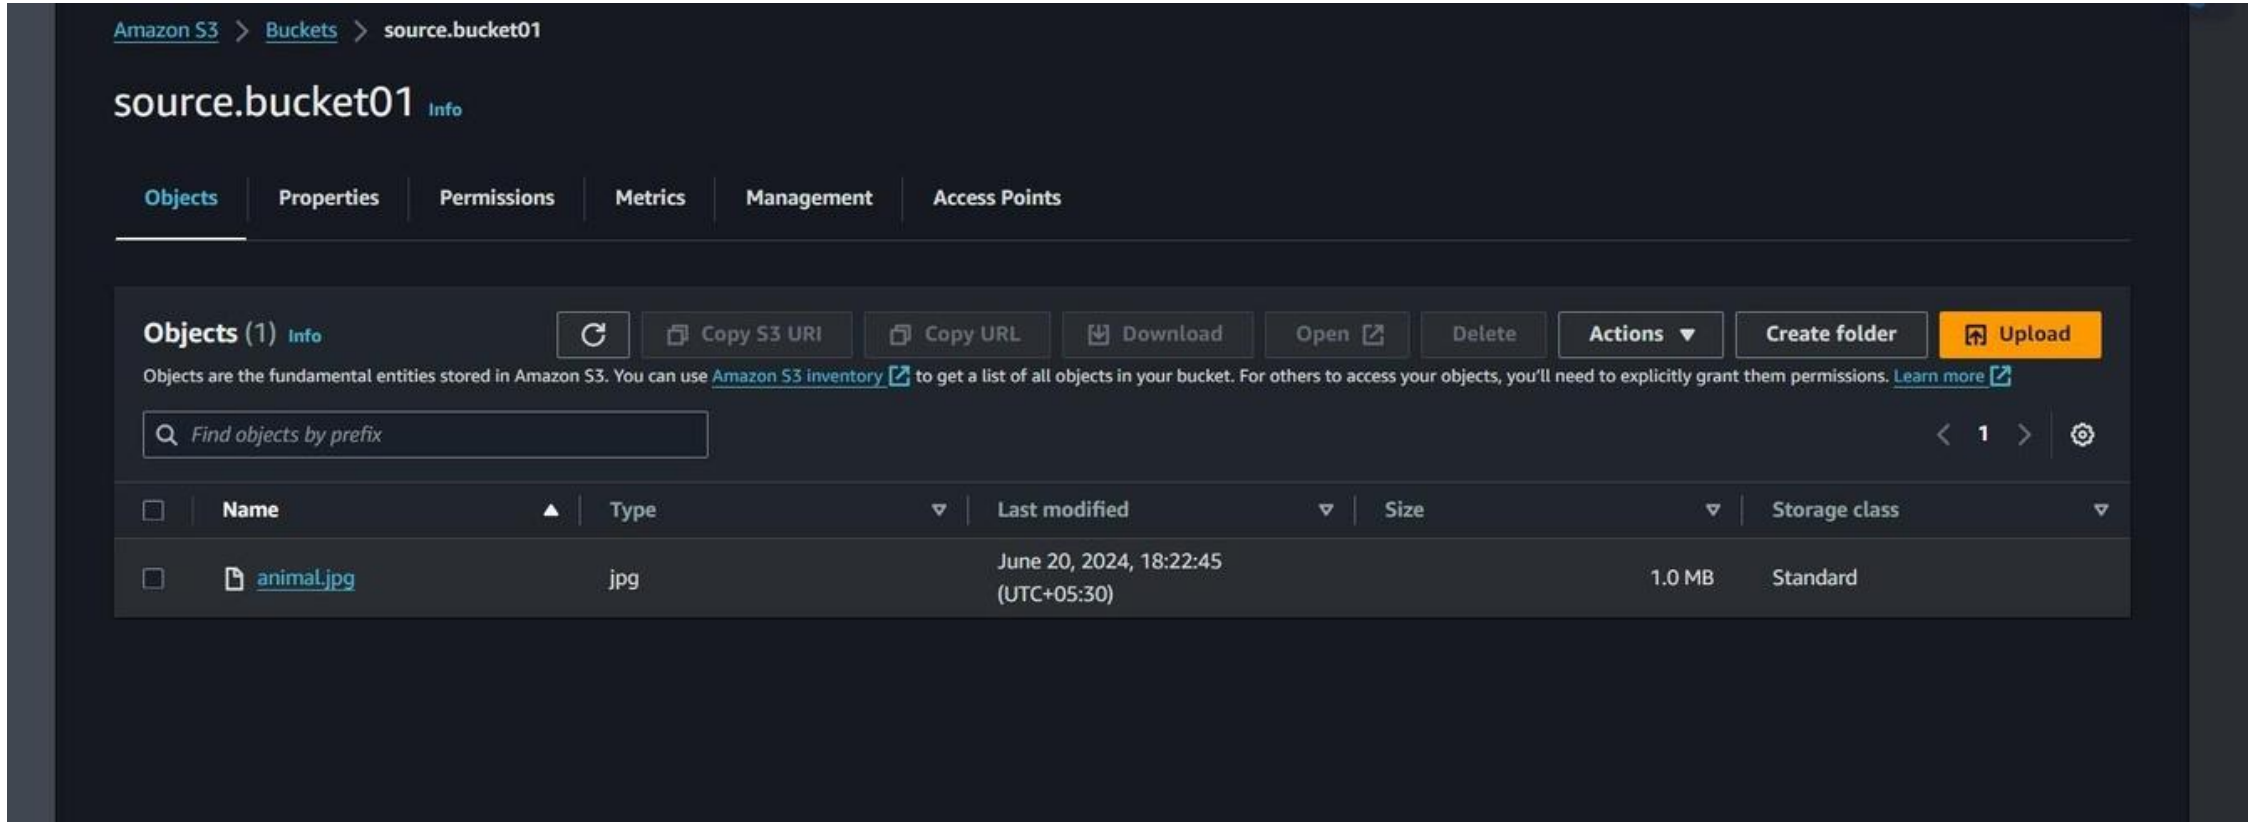 Amazon S3 > Buckets > source.bucket01
source.bucket01 Info
Objects Properties Permissions Metrics Management Access Points
Objects (1) Info Copy S3 URI Copy URL Download Open Delete Actions Create folder Upload
Objects are the fundamental entities stored in Amazon S3. You can use Amazon S3 inventory to get a list of all objects in your bucket. For others to access your objects, you'll need to explicitly grant them permissions. Learn more
Find objects by prefix < 1 >
Name Type Last modified Size Storage class
animal.jpg jpg June 20, 2024, 18:22:45 1.0 MB Standard
(UTC+05:30)